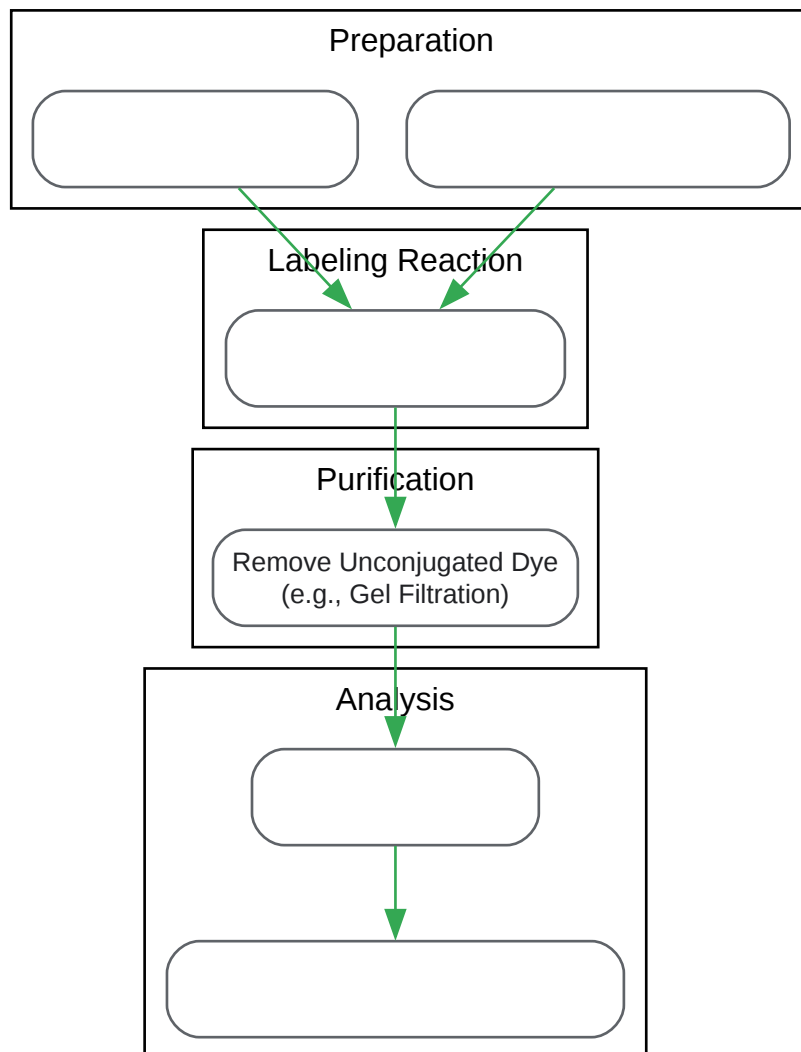 Preparation
Labeling Reaction
Purification
Remove Unconjugated Dye
(e.g., Gel Filtration)
Analysis